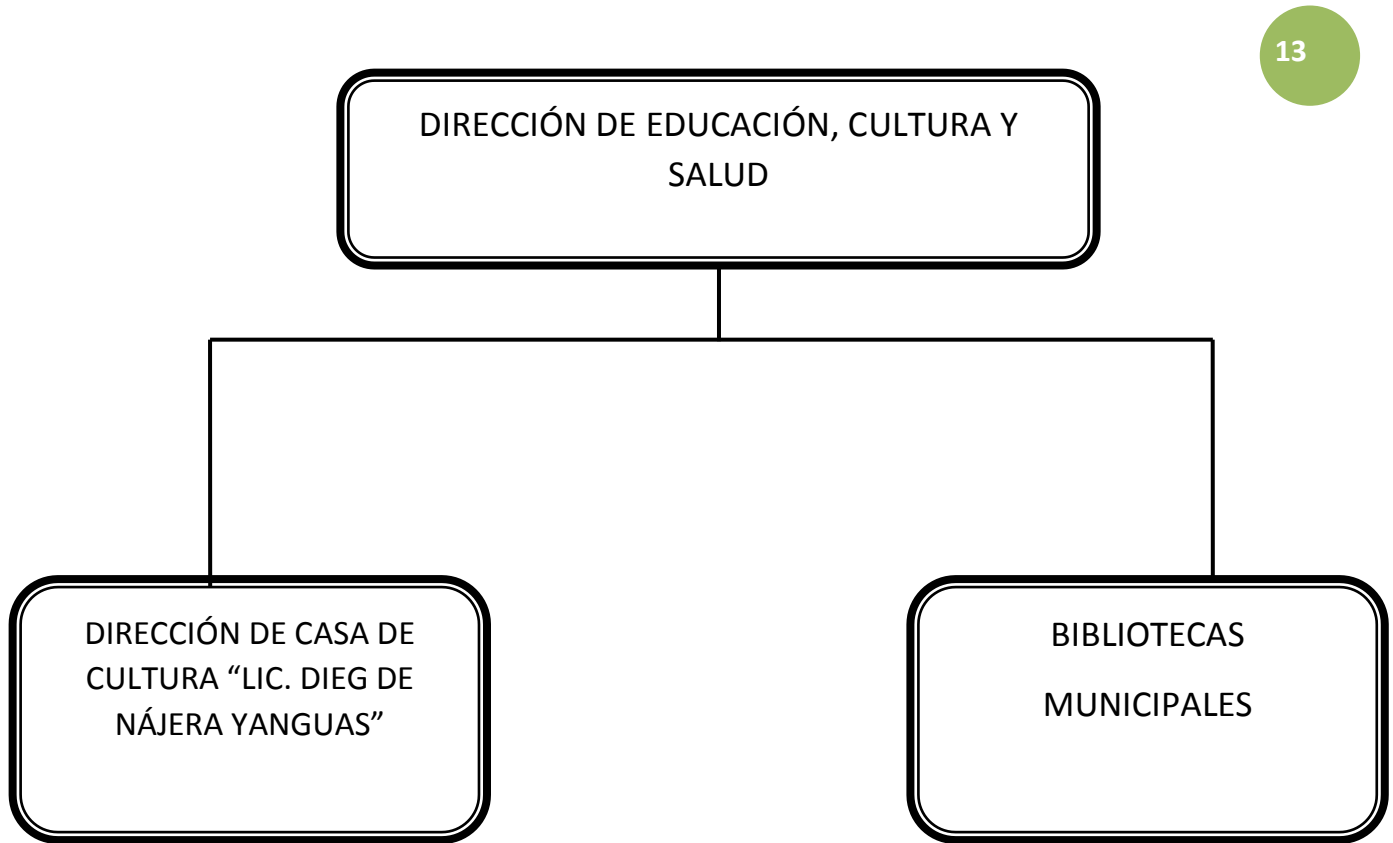 13
DIRECCIÓN DE EDUCACIÓN, CULTURA Y
SALUD
DIRECCIÓN DE CASA DE
CULTURA “LIC. DIEG DE
NÁJERA YANGUAS”
BIBLIOTECAS
MUNICIPALES